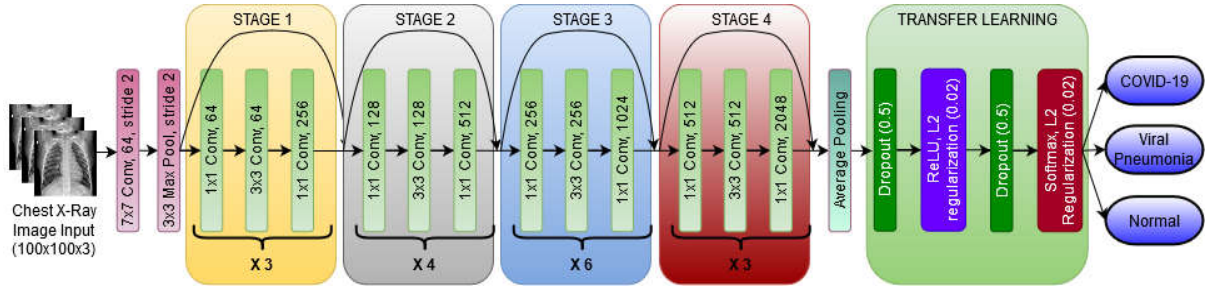 STAGE 1
STAGE 2
STAGE 3
STAGE 4
TRANSFER LEARNING
Chest X-Ray
Image Input
(100x100x3)
7x7 Conv, 64, stride 2
3x3 Max Pool, stride 2
1x1 Conv, 64
3x3 Conv, 64
1x1 Conv, 256
X 3
1x1 Conv, 128
3x3 Conv, 128
1x1 Conv, 512
X 4
1x1 Conv, 256
3x3 Conv, 256
1x1 Conv, 1024
X 6
1x1 Conv, 512
3x3 Conv, 512
1x1 Conv, 2048
X 3
Average Pooling
Dropout (0.5)
ReLU, L2
regularization (0.02)
Dropout (0.5)
Softmax, L2
Regularization (0.02)
COVID-19
Viral
Pneumonia
Normal